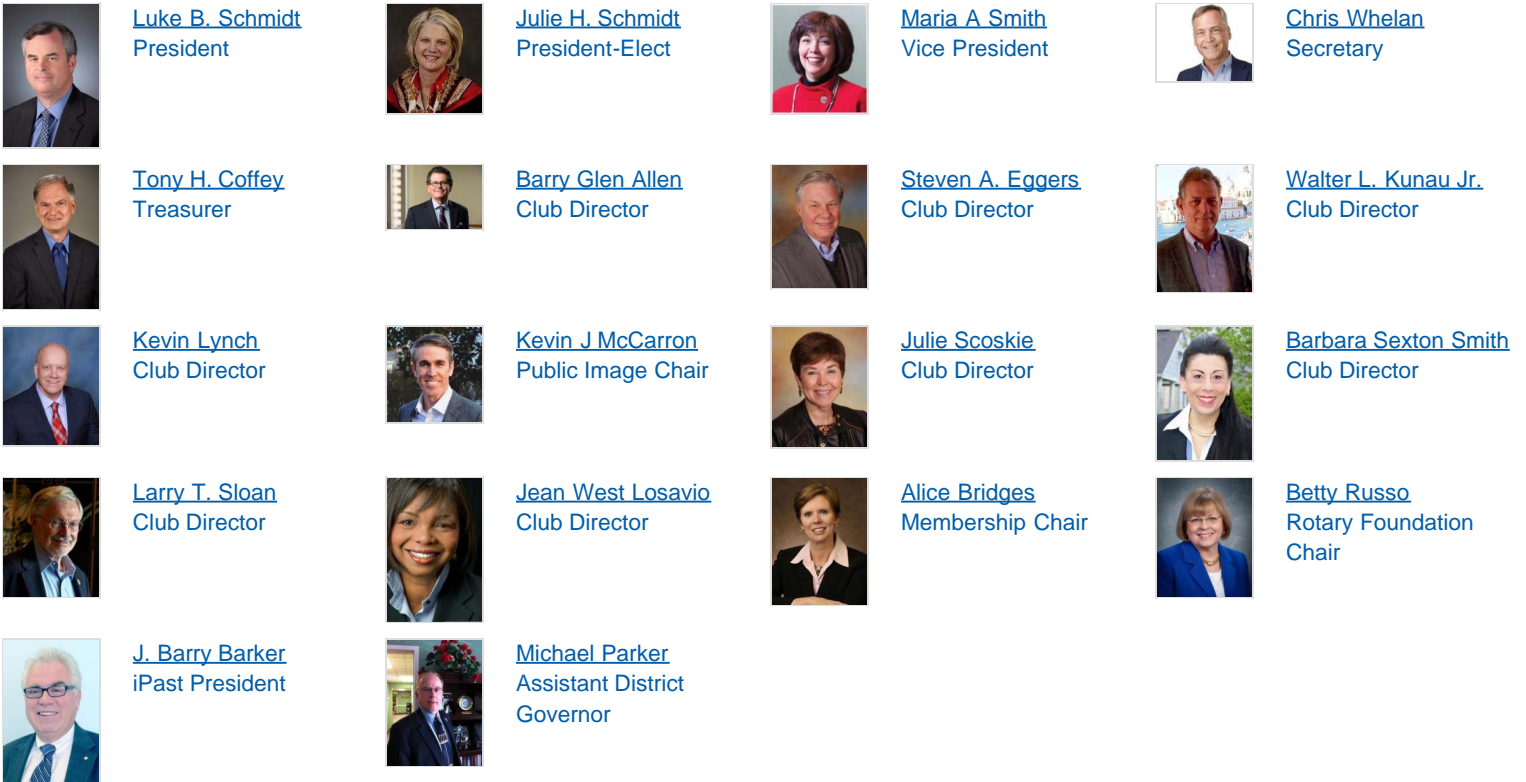 Luke B. Schmidt
President
Julie H. Schmidt
President-Elect
Maria A Smith
Vice President
Chris Whelan
Secretary
Tony H. Coffey
Treasurer
Barry Glen Allen
Club Director
Steven A. Eggers
Club Director
Walter L. Kunau Jr.
Club Director
Kevin Lynch
Club Director
Kevin J McCarron
Public Image Chair
Julie Scoskie
Club Director
Barbara Sexton Smith
Club Director
Larry T. Sloan
Club Director
Jean West Losavio
Club Director
Alice Bridges
Membership Chair
Betty Russo
Rotary Foundation
Chair
J. Barry Barker
iPast President
Michael Parker
Assistant District
Governor